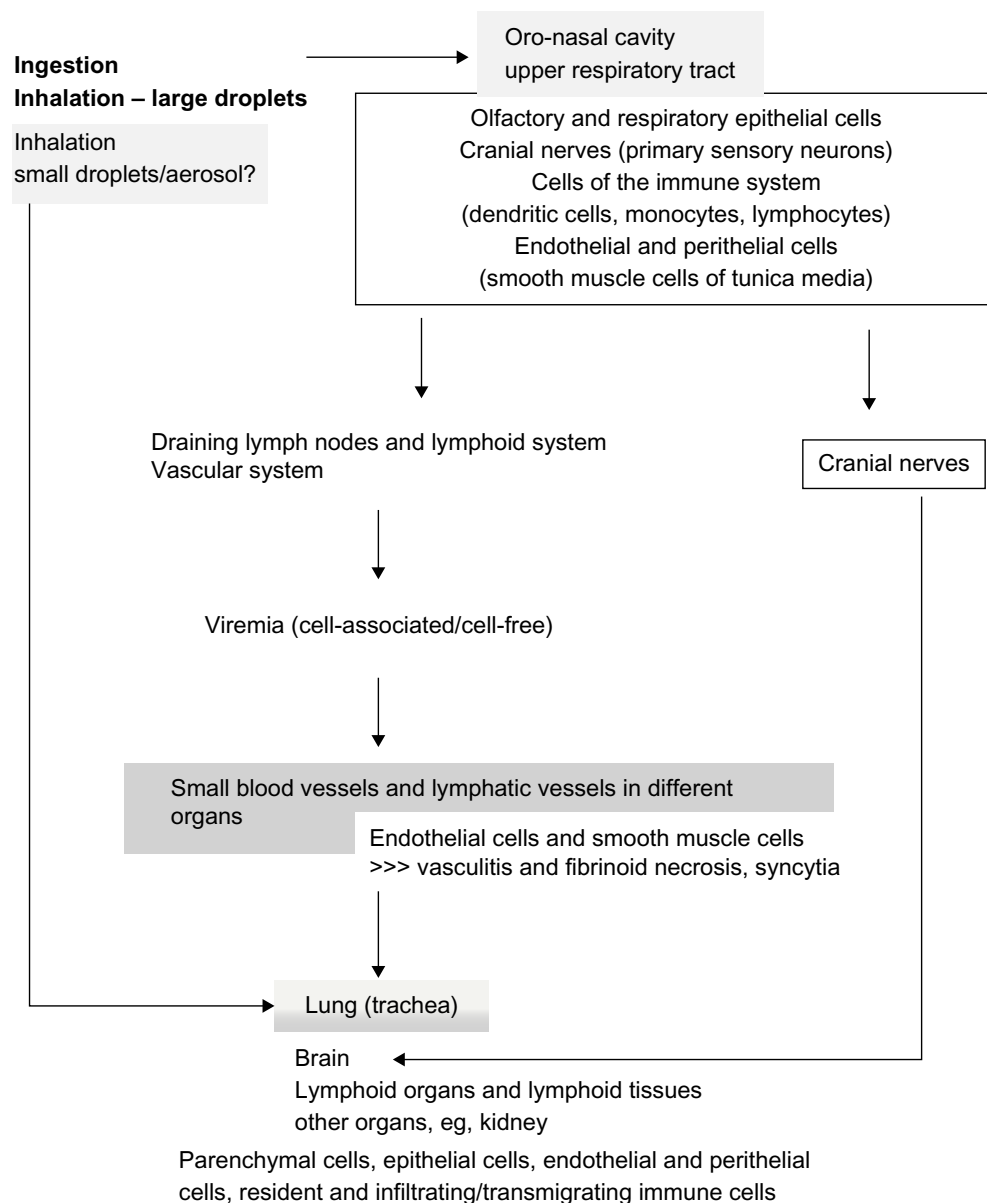 Oro-nasal cavity
upper respiratory tract
Ingestion
Inhalation – large droplets
Inhalation
small droplets/aerosol?
Olfactory and respiratory epithelial cells
Cranial nerves (primary sensory neurons)
Cells of the immune system
(dendritic cells, monocytes, lymphocytes)
Endothelial and perithelial cells
(smooth muscle cells of tunica media)
Draining lymph nodes and lymphoid system
Vascular system
Cranial nerves
Viremia (cell-associated/cell-free)
Small blood vessels and lymphatic vessels in different
organs
Endothelial cells and smooth muscle cells
>>> vasculitis and fibrinoid necrosis, syncytia
Lung (trachea)
Brain
Lymphoid organs and lymphoid tissues
other organs, eg, kidney
Parenchymal cells, epithelial cells, endothelial and perithelial
cells, resident and infiltrating/transmigrating immune cells